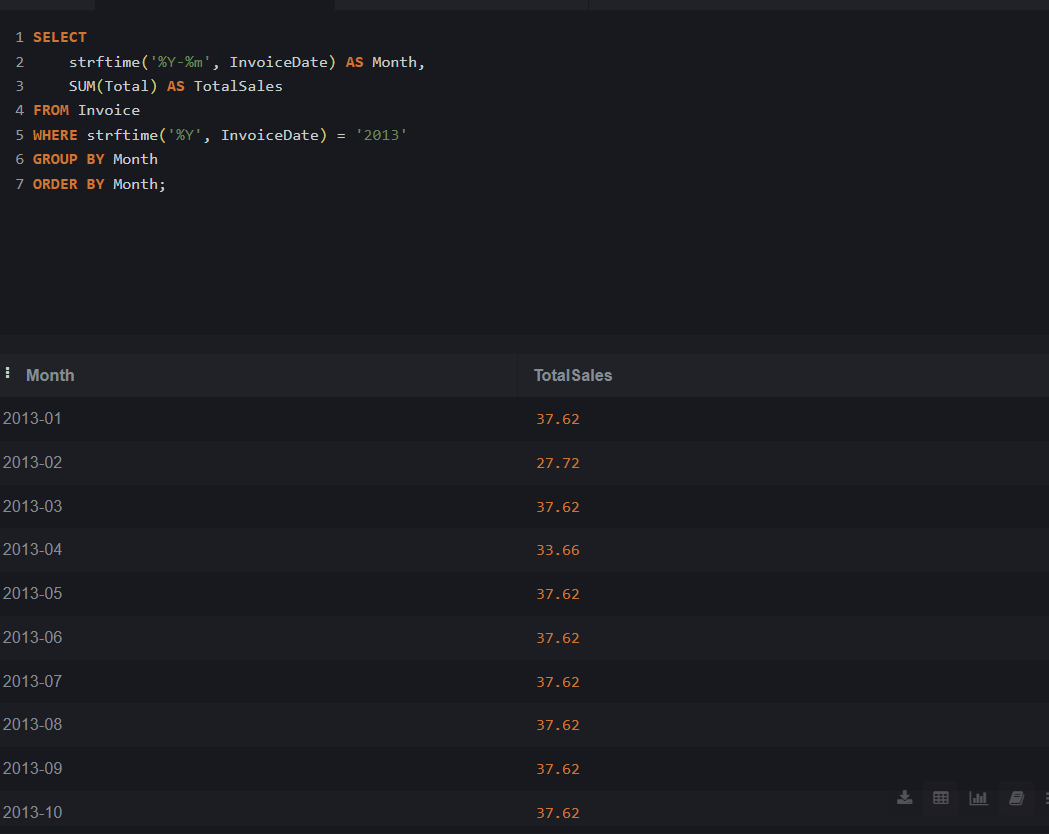 1 SELECT
2 strftime('%Y-%m', InvoiceDate) AS Month,
3 SUM(Total) AS TotalSales
4 FROM Invoice
5 WHERE strftime('%Y', InvoiceDate) = '2013'
6 GROUP BY Month
7 ORDER BY Month;
Month TotalSales
2013-01 37.62
2013-02 27.72
2013-03 37.62
2013-04 33.66
2013-05 37.62
2013-06 37.62
2013-07 37.62
2013-08 37.62
2013-09 37.62
2013-10 37.62